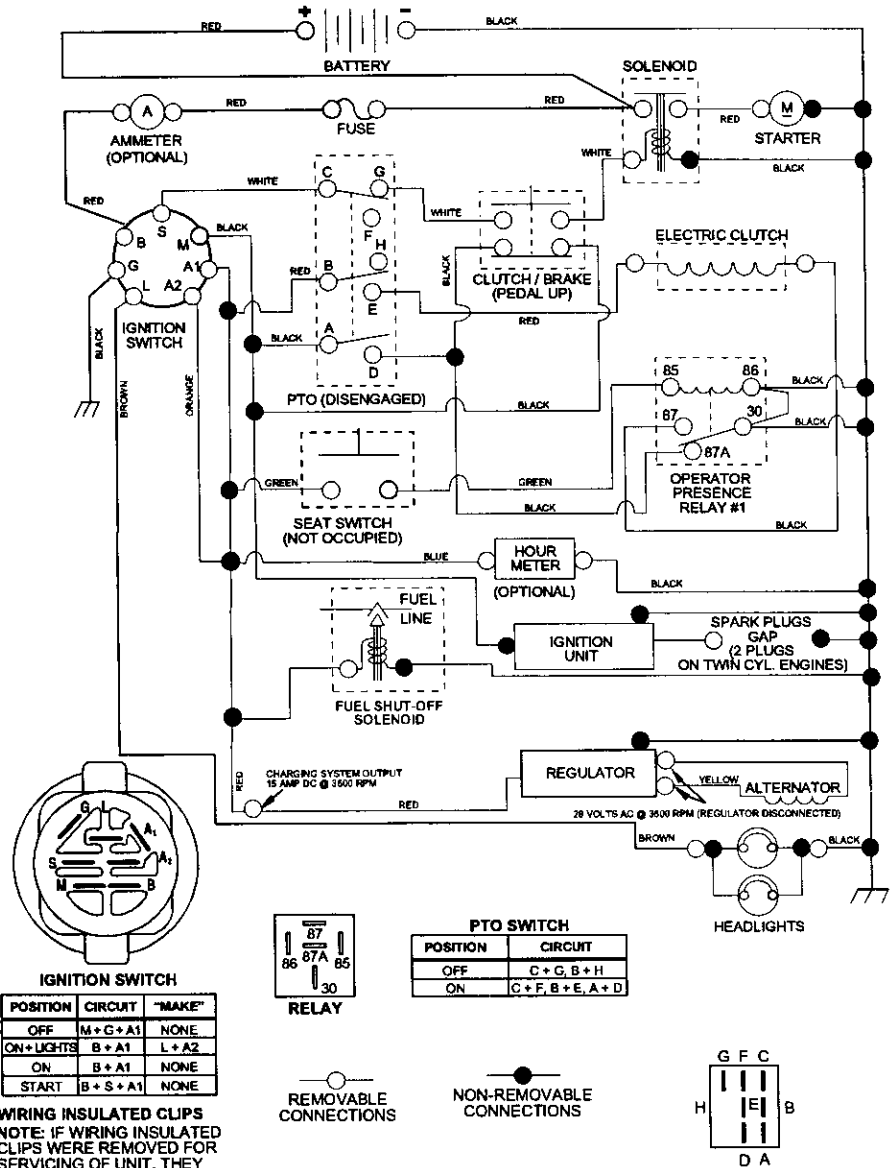 +
-
RED
BLACK
BATTERY
SOLENOID
A
RED
FUSE
RED
RED
M
STARTER
AMMETER
(OPTIONAL)
WHITE
BLACK
RED
WHITE
C
G
F
H
B
E
A
D
WHITE
S
B
M
BLACK
G
A1
L
A2
IGNITION
SWITCH
RED
BLACK
BLACK
CLUTCH / BRAKE
(PEDAL UP)
RED
ELECTRIC CLUTCH
BLACK
BROWN
ORANGE
PTO (DISENGAGED)
BLACK
85
86
BLACK
87
30
BLACK
87A
OPERATOR
PRESENCE
RELAY #1
GREEN
GREEN
BLACK
BLACK
SEAT SWITCH
(NOT OCCUPIED)
BLUE
HOUR
METER
(OPTIONAL)
BLACK
FUEL
LINE
IGNITION
UNIT
SPARK PLUGS
GAP
(2 PLUGS
ON TWIN CYL. ENGINES)
FUEL SHUT-OFF
SOLENOID
RED
CHARGING SYSTEM OUTPUT
15 AMP DC @ 3500 RPM
RED
REGULATOR
YELLOW
ALTERNATOR
28 VOLTS AC @ 3500 RPM (REGULATOR DISCONNECTED)
BROWN
BLACK
HEADLIGHTS
G L
A1
S
A2
M
B
IGNITION SWITCH
POSITION CIRCUIT "MAKE"
OFF M+G+A1 NONE
ON+LIGHTS B+A1 L+A2
ON B+A1 NONE
START B+S+A1 NONE
87
86 87A 85
30
RELAY
PTO SWITCH
POSITION CIRCUIT
OFF C+G, B+H
ON C+F, B+E, A+D
REMOVABLE
CONNECTIONS
NON-REMOVABLE
CONNECTIONS
G F C
H E B
D A
WIRING INSULATED CLIPS
NOTE: IF WIRING INSULATED
CLIPS WERE REMOVED FOR
SERVICING OF UNIT, THEY